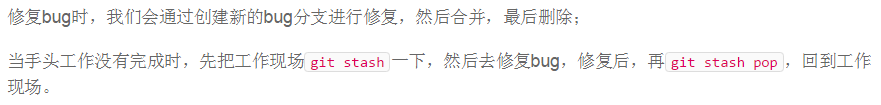 修复bug时，我们会通过创建新的bug分支进行修复，然后合并，最后删除；
当手头工作没有完成时，先把工作现场git stash一下，然后去修复bug，修复后，再git stash pop，回到工作
现场。